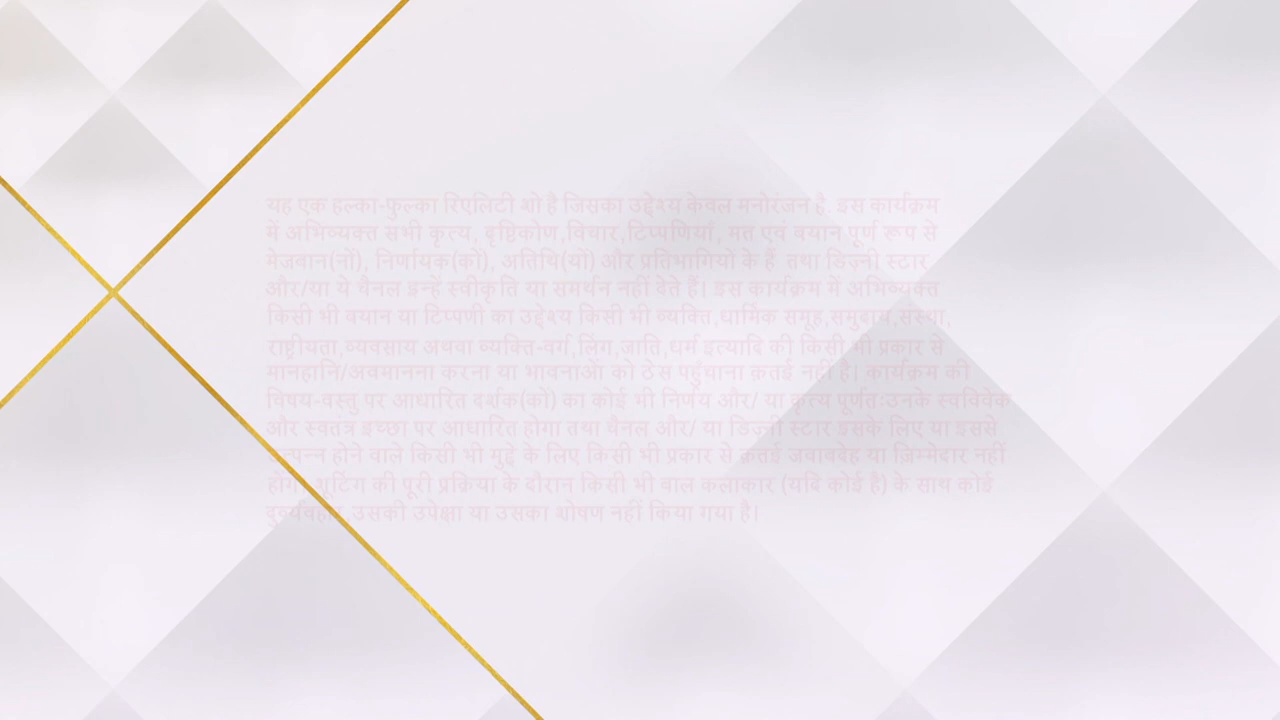 यह एक हल्का-फुल्का रिएलिटी शो है जिसका उद्देश्य केवल मनोरंजन है. इस कार्यक्रम
में अभिव्यक्त सभी कृत्य, दृष्टिकोण,विचार,टिप्पणियां, मत एवं बयान पूर्ण रूप से
मेजबान(नों), निर्णायक(कों), अतिथि(यों) और प्रतिभागियों के हैं तथा डिज़्नी स्टार
और/या ये चैनल इन्हें स्वीकृति या समर्थन नहीं देते हैं। इस कार्यक्रम में अभिव्यक्त
किसी भी बयान या टिप्पणी का उद्देश्य किसी भी व्यक्ति,धार्मिक समूह,समुदाय,संस्था,
राष्ट्रीयता,व्यवसाय अथवा व्यक्ति-वर्ग,लिंग,जाति,धर्म इत्यादि की किसी भी प्रकार से
मानहानि/अवमानना करना या भावनाओं को ठेस पहुँचाना क़तई नहीं है। कार्यक्रम की
विषय-वस्तु पर आधारित दर्शक(कों) का कोई भी निर्णय और/ या कृत्य पूर्णतःउनके स्वविवेक
और स्वतंत्र इच्छा पर आधारित होगा तथा चैनल और/ या डिज़्नी स्टार इसके लिए या इससे
उत्पन्न होने वाले किसी भी मुद्दे के लिए किसी भी प्रकार से क़तई जवाबदेह या ज़िम्मेदार नहीं
होंगे। शूटिंग की पूरी प्रक्रिया के दौरान किसी भी बाल कलाकार (यदि कोई है) के साथ कोई
दुर्व्यवहार, उसकी उपेक्षा या उसका शोषण नहीं किया गया है।